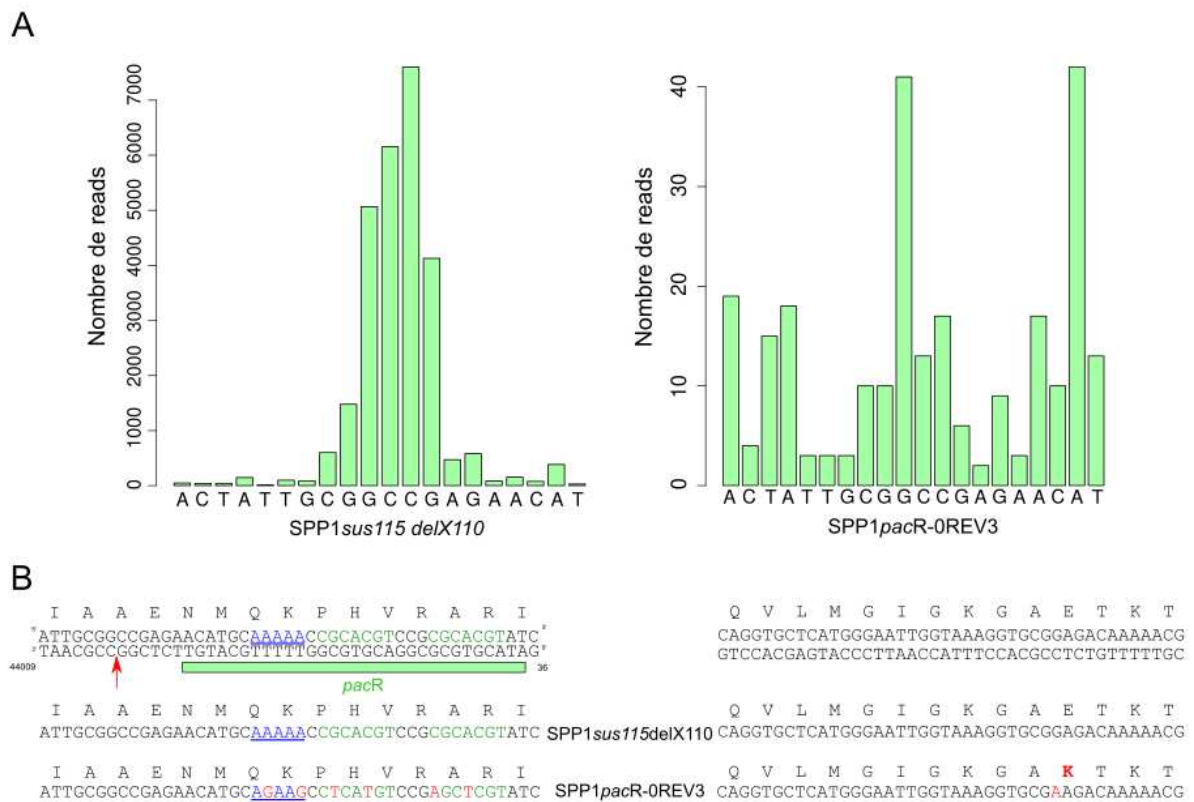 A
Nombre de reads
0 1000 2000 3000 4000 5000 6000 7000
A C T A T T G C G G C C G A G A A C A T
SPP1sus115 delX110
Nombre de reads
0 10 20 30 40
A C T A T T G C G G C C G A G A A C A T
SPP1pacR-0REV3
B
I A A E N M Q K P H V R A R I
ATTGCGGCCGAGAACATGCAAAAACCGCACGTCCGCGCACGTATC
TAACGCCGGCTCTTGTACGTTTTTGGCGTGCAGGCGCGTGCATAG
44009
36
pacR
I A A E N M Q K P H V R A R I
ATTGCGGCCGAGAACATGCAAAAACCGCACGTCCGCGCACGTATC
SPP1sus115delX110
I A A E N M Q K P H V R A R I
ATTGCGGCCGAGAACATGCAGAAGCCTCATGTCCGAGCTCGTATC
SPP1pacR-0REV3
Q V L M G I G K G A E T K T
CAGGTGCTCATGGGAATTGGTAAAGGTGCGGAGACAAAAACG
GTCCACGAGTACCCTTAACCATTTCCACGCCTCTGTTTTTGC
Q V L M G I G K G A E T K T
CAGGTGCTCATGGGAATTGGTAAAGGTGCGGAGACAAAAACG
Q V L M G I G K G A K T K T
CAGGTGCTCATGGGAATTGGTAAAGGTGCGAAGACAAAAACG